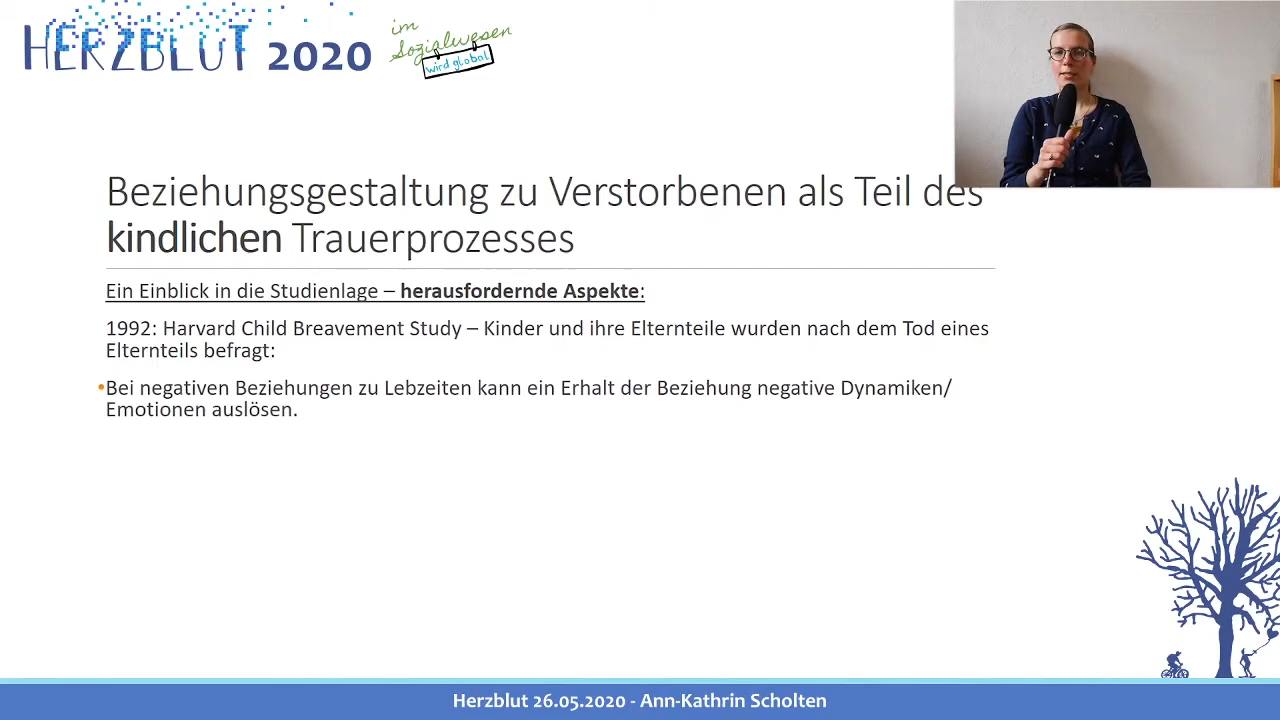 HERZBLUT 2020
im
Sozialwesen
wird global
Beziehungsgestaltung zu Verstorbenen als Teil des
kindlichen Trauerprozesses
Ein Einblick in die Studienlage – herausfordernde Aspekte:
1992: Harvard Child Breavement Study – Kinder und ihre Elternteile wurden nach dem Tod eines
Elternteils befragt:
•Bei negativen Beziehungen zu Lebzeiten kann ein Erhalt der Beziehung negative Dynamiken/
Emotionen auslösen.
Herzblut 26.05.2020 - Ann-Kathrin Scholten